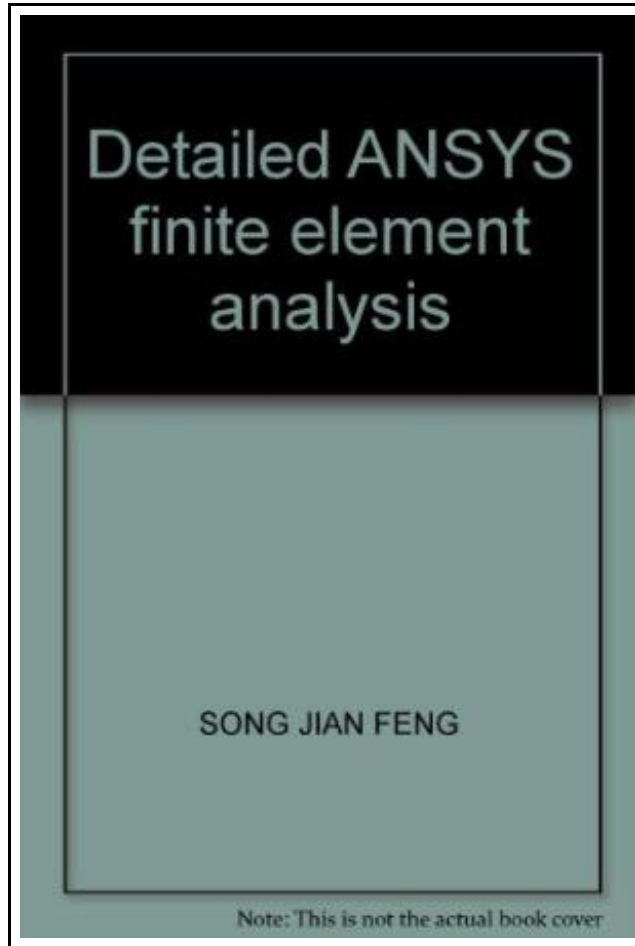 Detailed ANSYS
finite element
analysis
SONG JIAN FENG
Note: This is not the actual book cover